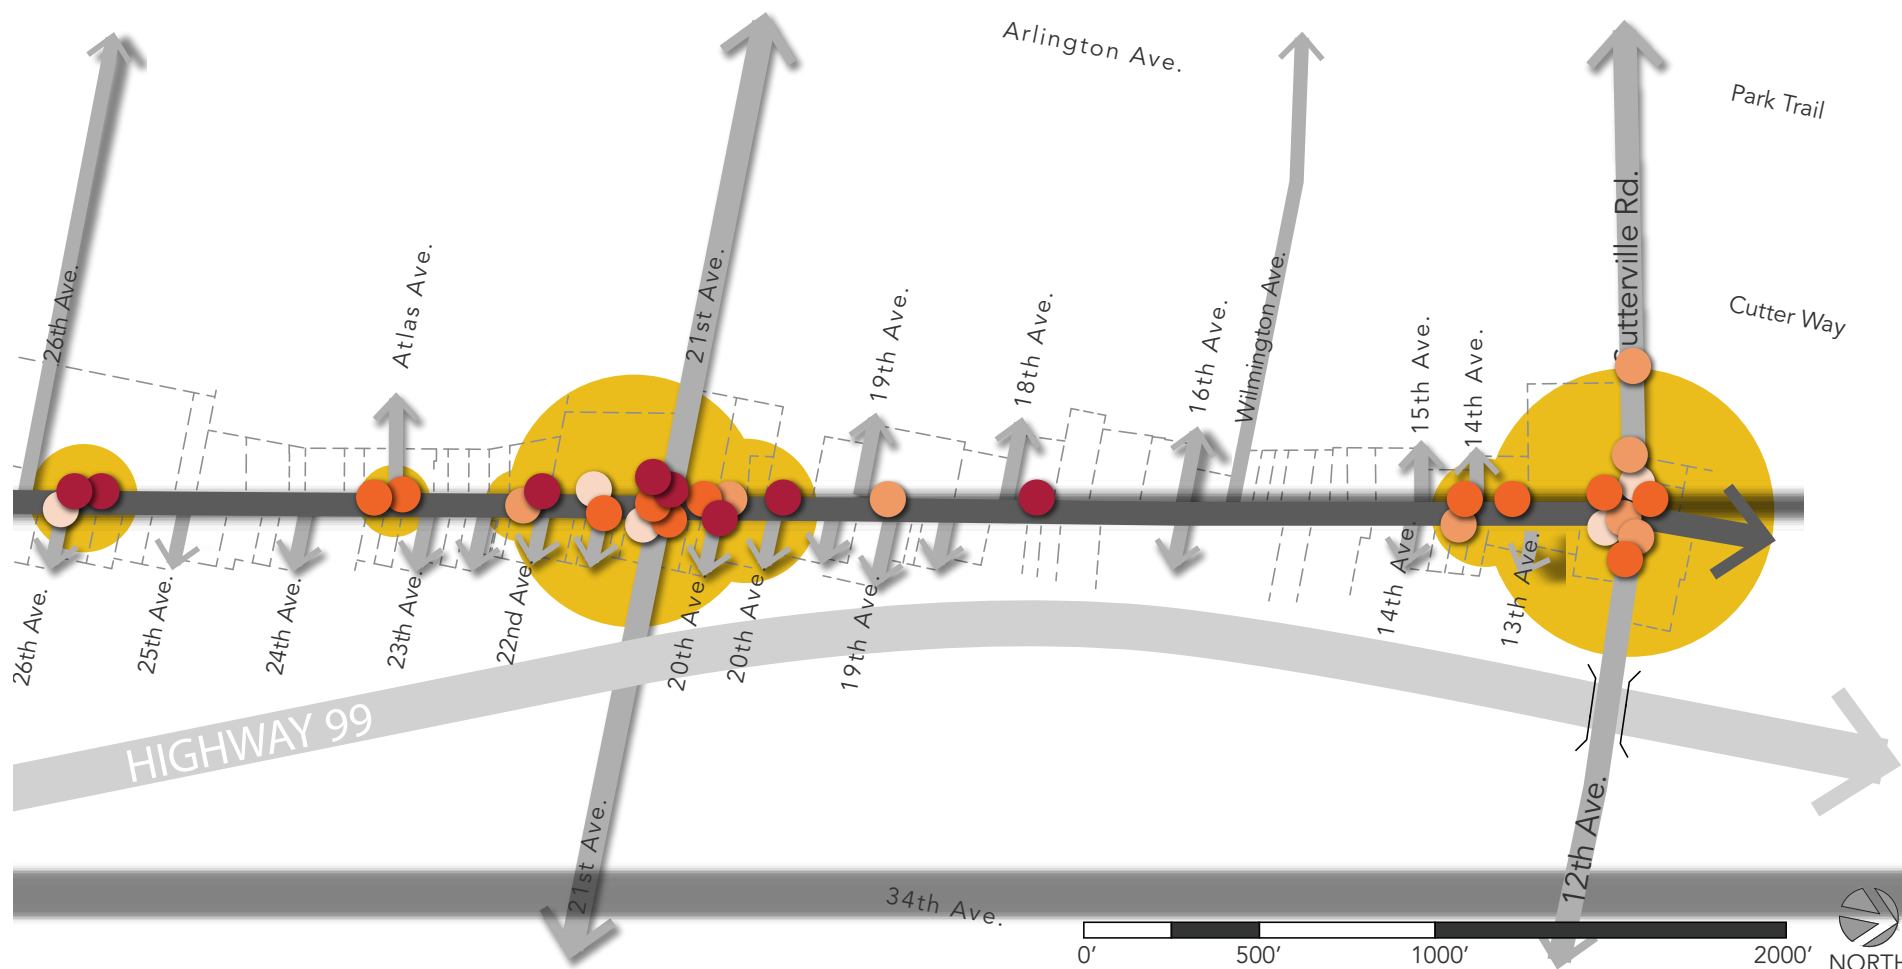 Arlington Ave.
Park Trail
Sutterville Rd.
26th Ave.
Atlas Ave.
21st Ave.
19th Ave.
18th Ave.
16th Ave.
Wilmington Ave.
15th Ave.
14th Ave.
Cutter Way
26th Ave.
25th Ave.
24th Ave.
23th Ave.
22nd Ave.
20th Ave.
20th Ave.
19th Ave.
14th Ave.
13th Ave.
HIGHWAY 99
21st Ave.
12th Ave.
34th Ave.
0' 500' 1000' 2000'
NORTH